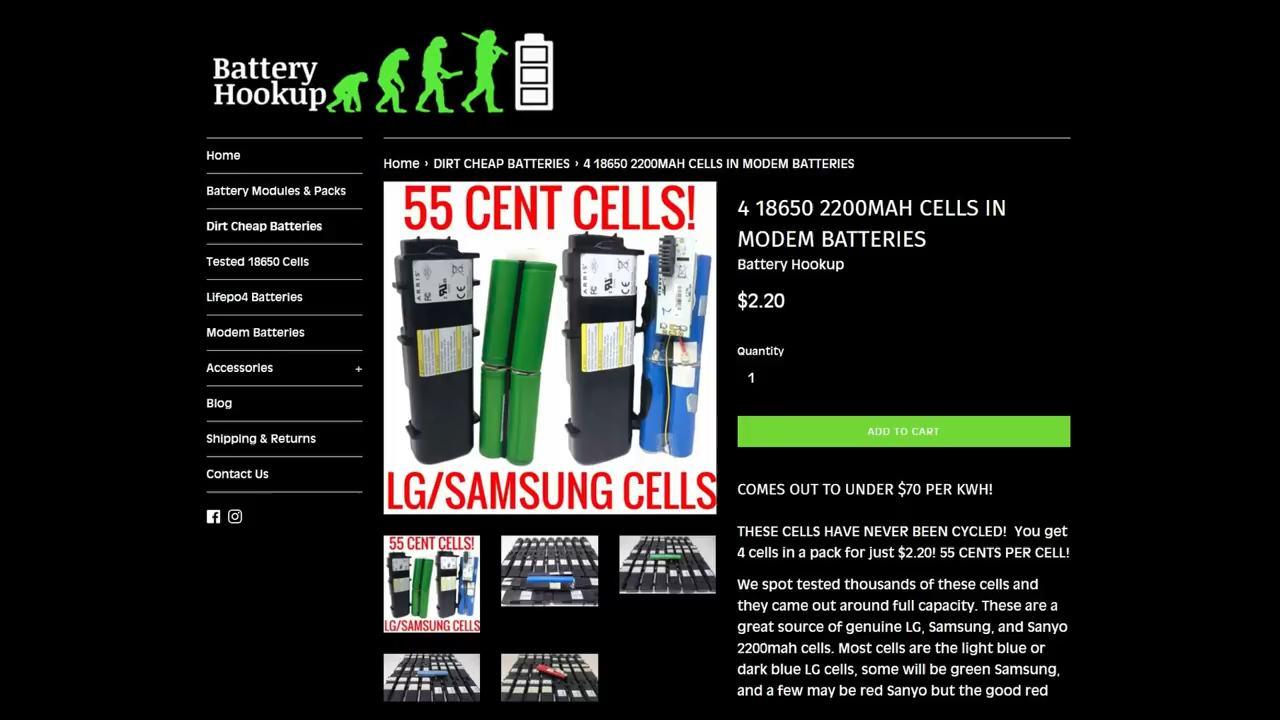 Battery
Hookup
Home
Battery Modules & Packs
Dirt Cheap Batteries
Tested 18650 Cells
Lifepo4 Batteries
Modem Batteries
Accessories +
Blog
Shipping & Returns
Contact Us
Home › DIRT CHEAP BATTERIES › 4 18650 2200MAH CELLS IN MODEM BATTERIES
55 CENT CELLS!
ARRIS
FC
CE
ARRIS
FC
CE
LG/SAMSUNG CELLS
55 CENT CELLS!
LG/SAMSUNG CELLS
4 18650 2200MAH CELLS IN
MODEM BATTERIES
Battery Hookup
$2.20
Quantity
1
ADD TO CART
COMES OUT TO UNDER $70 PER KWH!
THESE CELLS HAVE NEVER BEEN CYCLED! You get
4 cells in a pack for just $2.20! 55 CENTS PER CELL!
We spot tested thousands of these cells and
they came out around full capacity. These are a
great source of genuine LG, Samsung, and Sanyo
2200mah cells. Most cells are the light blue or
dark blue LG cells, some will be green Samsung,
and a few may be red Sanyo but the good red